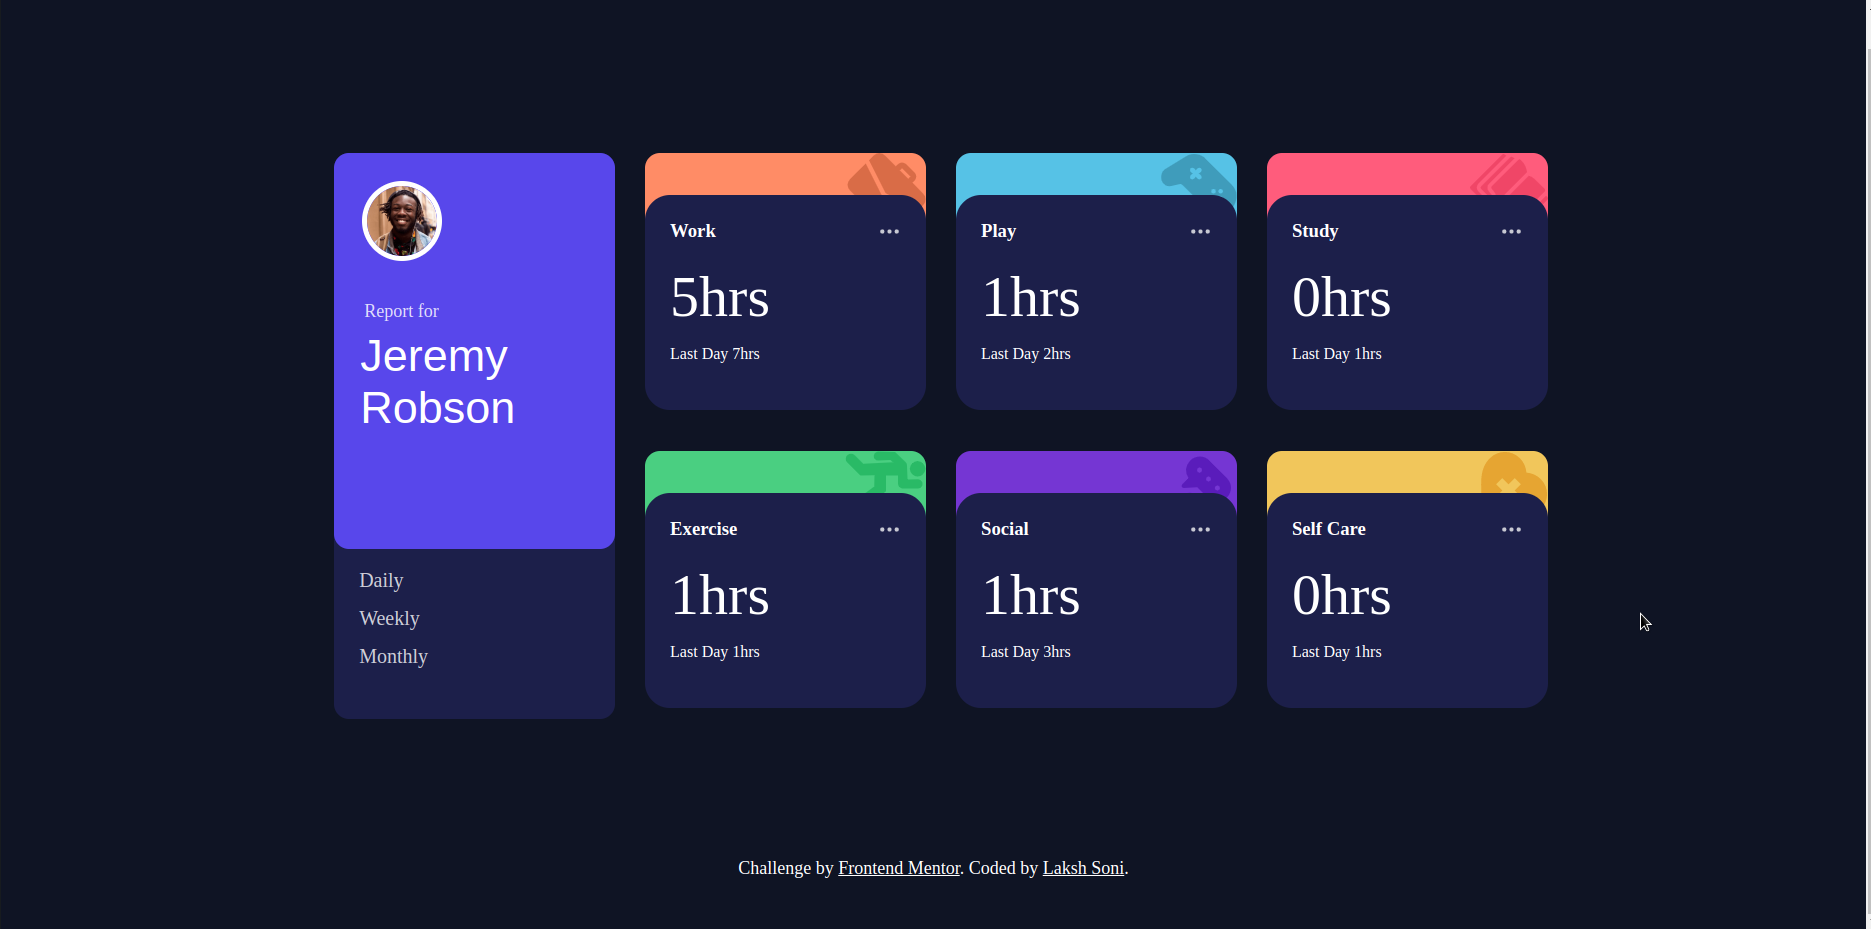 Report for
Jeremy
Robson
Daily
Weekly
Monthly
Work
5hrs
Last Day 7hrs
Play
1hrs
Last Day 2hrs
Study
0hrs
Last Day 1hrs
Exercise
1hrs
Last Day 1hrs
Social
1hrs
Last Day 3hrs
Self Care
0hrs
Last Day 1hrs
Challenge by Frontend Mentor. Coded by Laksh Soni.